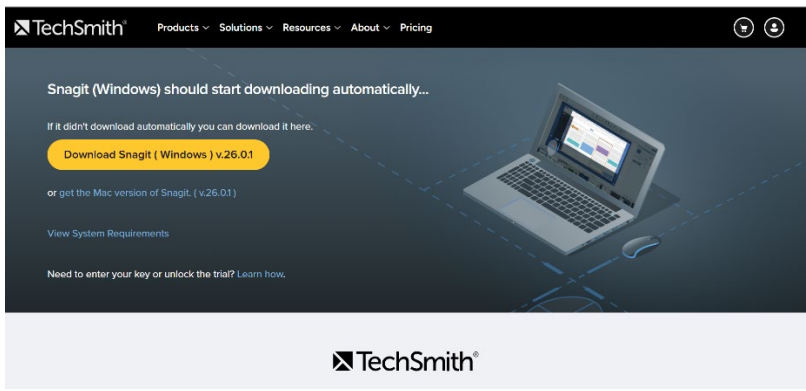 TechSmith®
Products Solutions Resources About Pricing
Snagit (Windows) should start downloading automatically...
If it didn't download automatically you can download it here.
Download Snagit ( Windows ) v.26.0.1
or get the Mac version of Snagit. ( v.26.0.1 )
View System Requirements
Need to enter your key or unlock the trial? Learn how.
TechSmith®